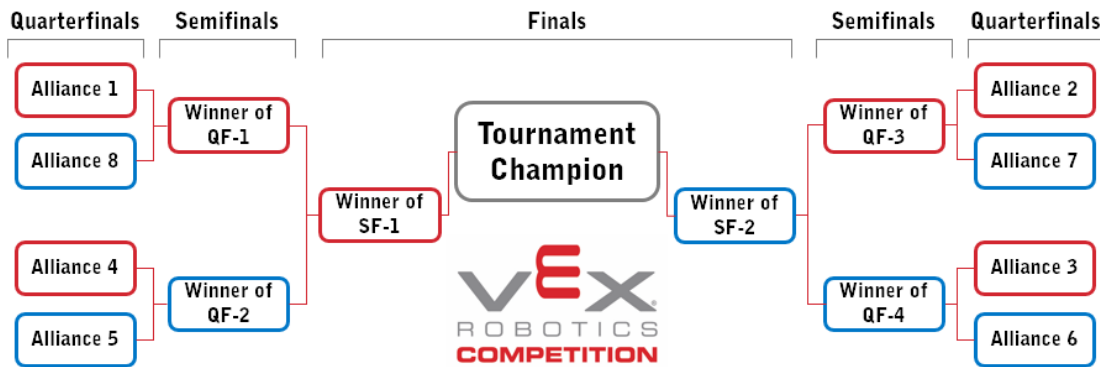 Quarterfinals
Semifinals
Finals
Semifinals
Quarterfinals
Alliance 1
Alliance 8
Winner of
QF-1
Alliance 4
Alliance 5
Winner of
QF-2
Winner of
SF-1
Tournament
Champion
Winner of
SF-2
Winner of
QF-3
Alliance 2
Alliance 7
Winner of
QF-4
Alliance 3
Alliance 6
VEX
ROBOTICS
COMPETITION